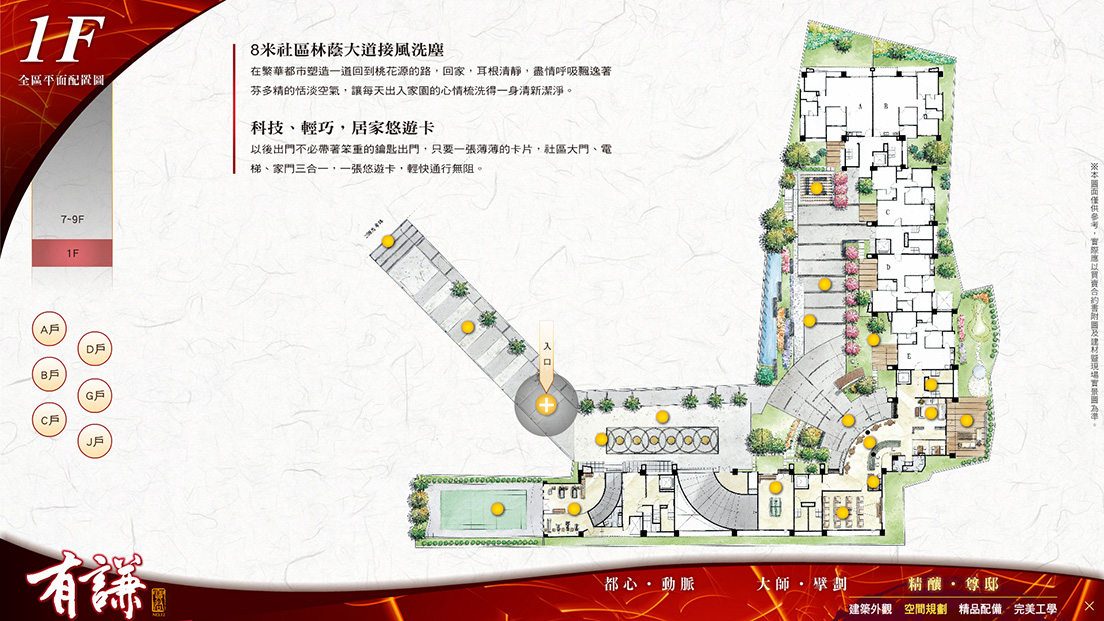 1F
全區平面配置圖
7~9F
1F
A戶
D戶
B戶
G戶
C戶
J戶
8米社區林蔭大道接風洗塵
在繁華都市塑造一道回到桃花源的路，回家，耳根清靜，盡情呼吸飄逸著
芬多精的恬淡空氣，讓每天出入家園的心情梳洗得一身清新潔淨。
科技、輕巧，居家悠遊卡
以後出門不必帶著笨重的鑰匙出門，只要一張薄薄的卡片，社區大門、電
梯、家門三合一，一張悠遊卡，輕快通行無阻。
入口
A
B
C
D
E
※本圖面僅供參考，實際應以買賣合約書附圖及建材暨現場實景圖為準。
有謙
都心・動脈
大師・擘劃
精釀・尊邸
建築外觀
空間規劃
精品配備
完美工學